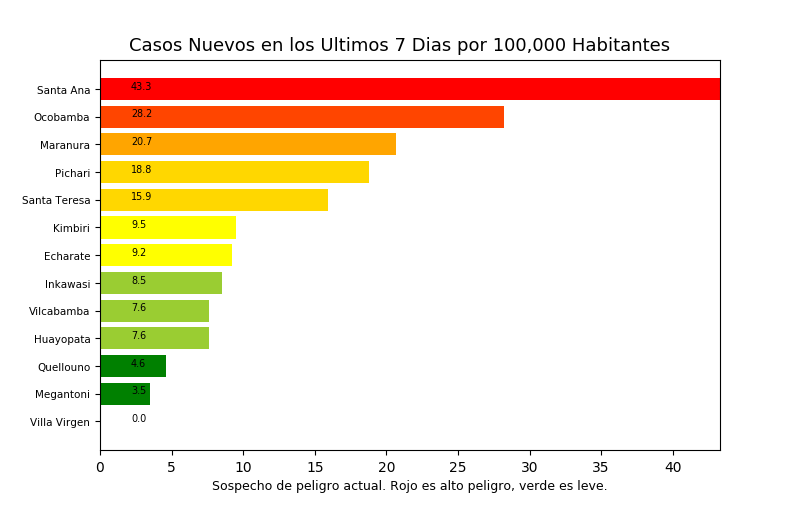 Casos Nuevos en los Ultimos 7 Dias por 100,000 Habitantes
Santa Ana 43.3
Ocobamba 28.2
Maranura 20.7
Pichari 18.8
Santa Teresa 15.9
Kimbiri 9.5
Echarate 9.2
Inkawasi 8.5
Vilcabamba 7.6
Huayopata 7.6
Quellouno 4.6
Megantoni 3.5
Villa Virgen 0.0
0 5 10 15 20 25 30 35 40
Sospecho de peligro actual. Rojo es alto peligro, verde es leve.